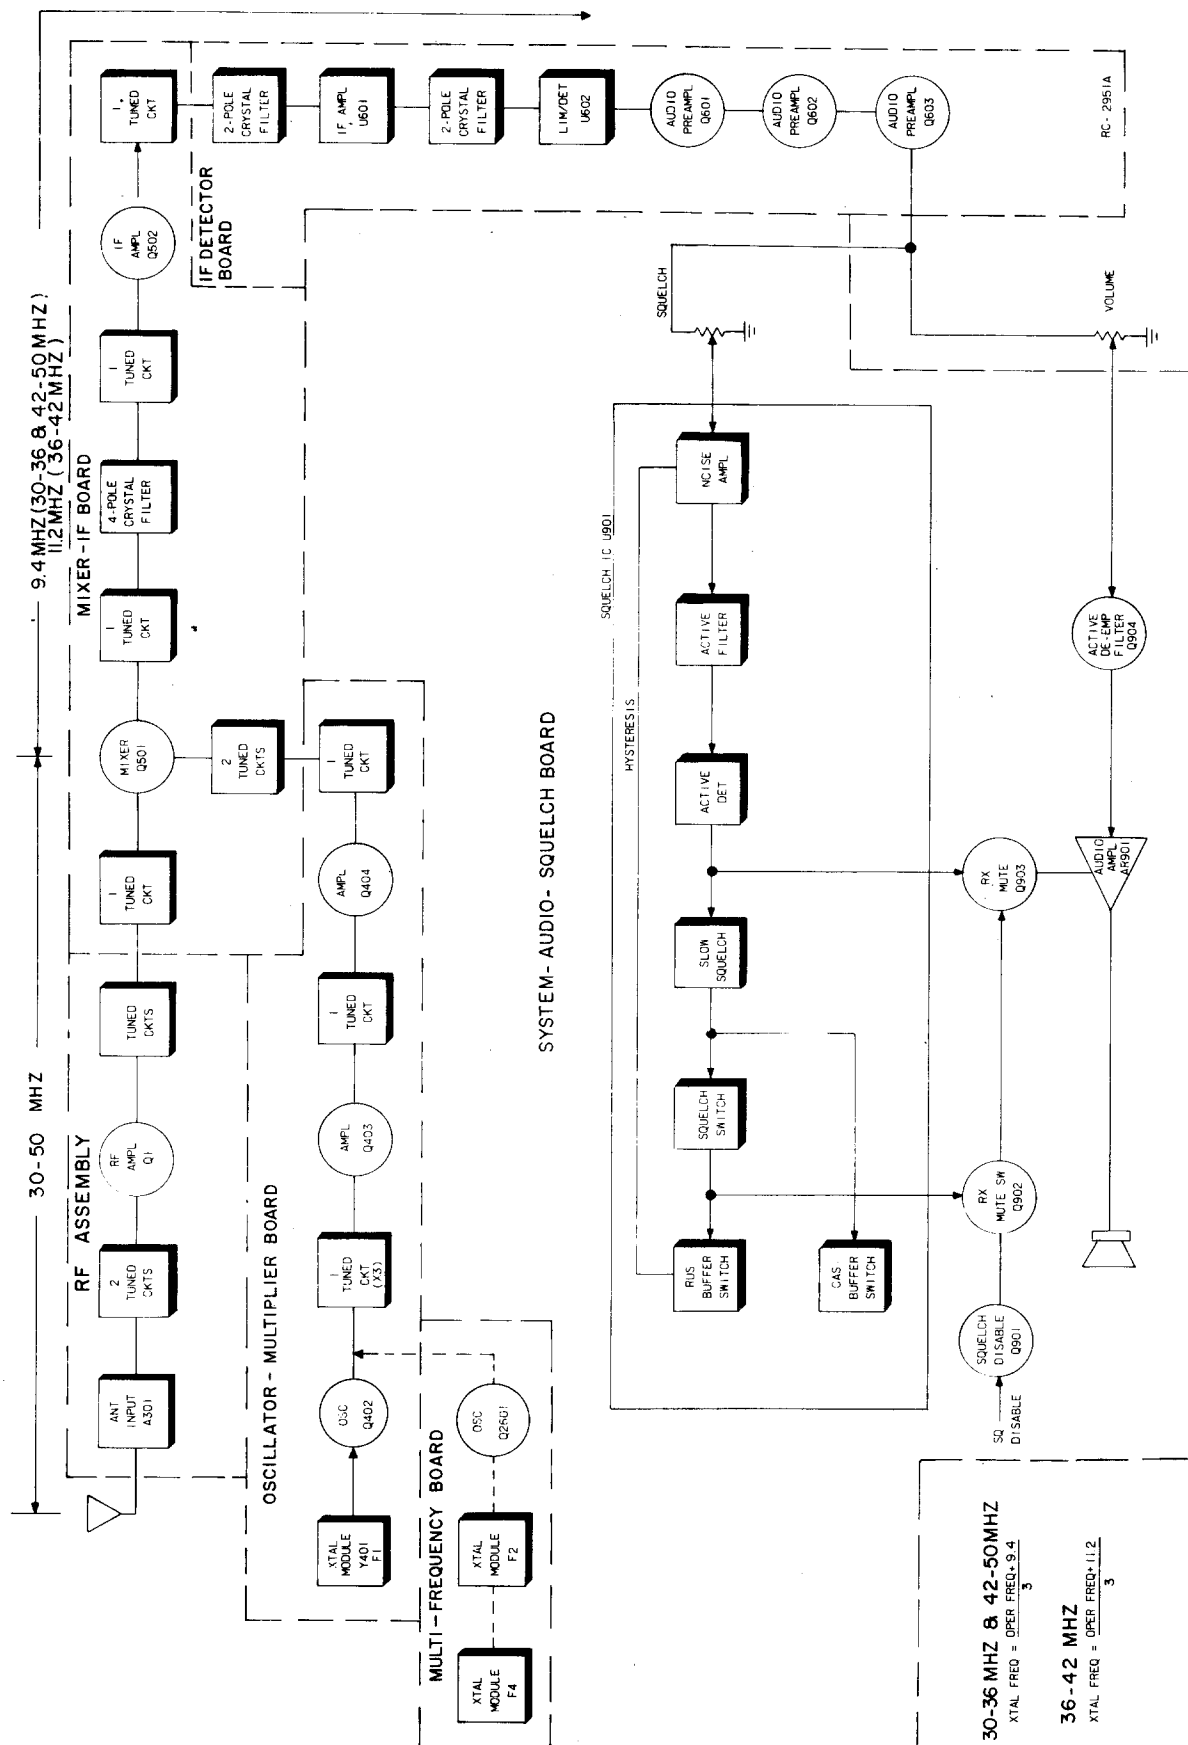 30-50 MHZ
9.4 MHZ (30-36 & 42-50MHZ)
11.2 MHZ (36-42 MHZ)
RF ASSEMBLY
MIXER-IF BOARD
ANT
INPUT
A301
2
TUNED
CKTS
RF
AMPL
Q1
TUNED
CKTS
1
TUNED
CKT
MIXER
Q501
1
TUNED
CKT
4-POLE
CRYSTAL
FILTER
1
TUNED
CKT
IF
AMPL
Q502
1
TUNED
CKT
IF DETECTOR
BOARD
2-POLE
CRYSTAL
FILTER
IF AMPL
U601
2-POLE
CRYSTAL
FILTER
LIM/DET
U602
AUDIO
PREAMPL
Q601
AUDIO
PREAMPL
Q602
AUDIO
PREAMPL
Q603
RC-2951A
2
TUNED
CKTS
OSCILLATOR-MULTIPLIER BOARD
XTAL
MODULE
Y401
F1
OSC
Q402
1
TUNED
CKT
(X3)
AMPL
Q403
1
TUNED
CKT
AMPL
Q404
1
TUNED
CKT
MULTI-FREQUENCY BOARD
XTAL
MODULE
F4
XTAL
MODULE
F2
OSC
Q2601
SYSTEM-AUDIO-SQUELCH BOARD
SQUELCH IC U901
HYSTERESIS
SQUELCH
VOLUME
RUS
BUFFER
SWITCH
SQUELCH
SWITCH
SLOW
SQUELCH
ACTIVE
DET
ACTIVE
FILTER
NOISE
AMPL
CAS
BUFFER
SWITCH
SQ
DISABLE
SQUELCH
DISABLE
Q901
RX
MUTE SW
Q902
RX
MUTE
Q903
AUDIO
AMPL
AR901
ACTIVE
DE-EMP
FILTER
Q904
30-36 MHZ & 42-50MHZ
XTAL FREQ = OPER FREQ+9.4
3
36-42 MHZ
XTAL FREQ = OPER FREQ+11.2
3